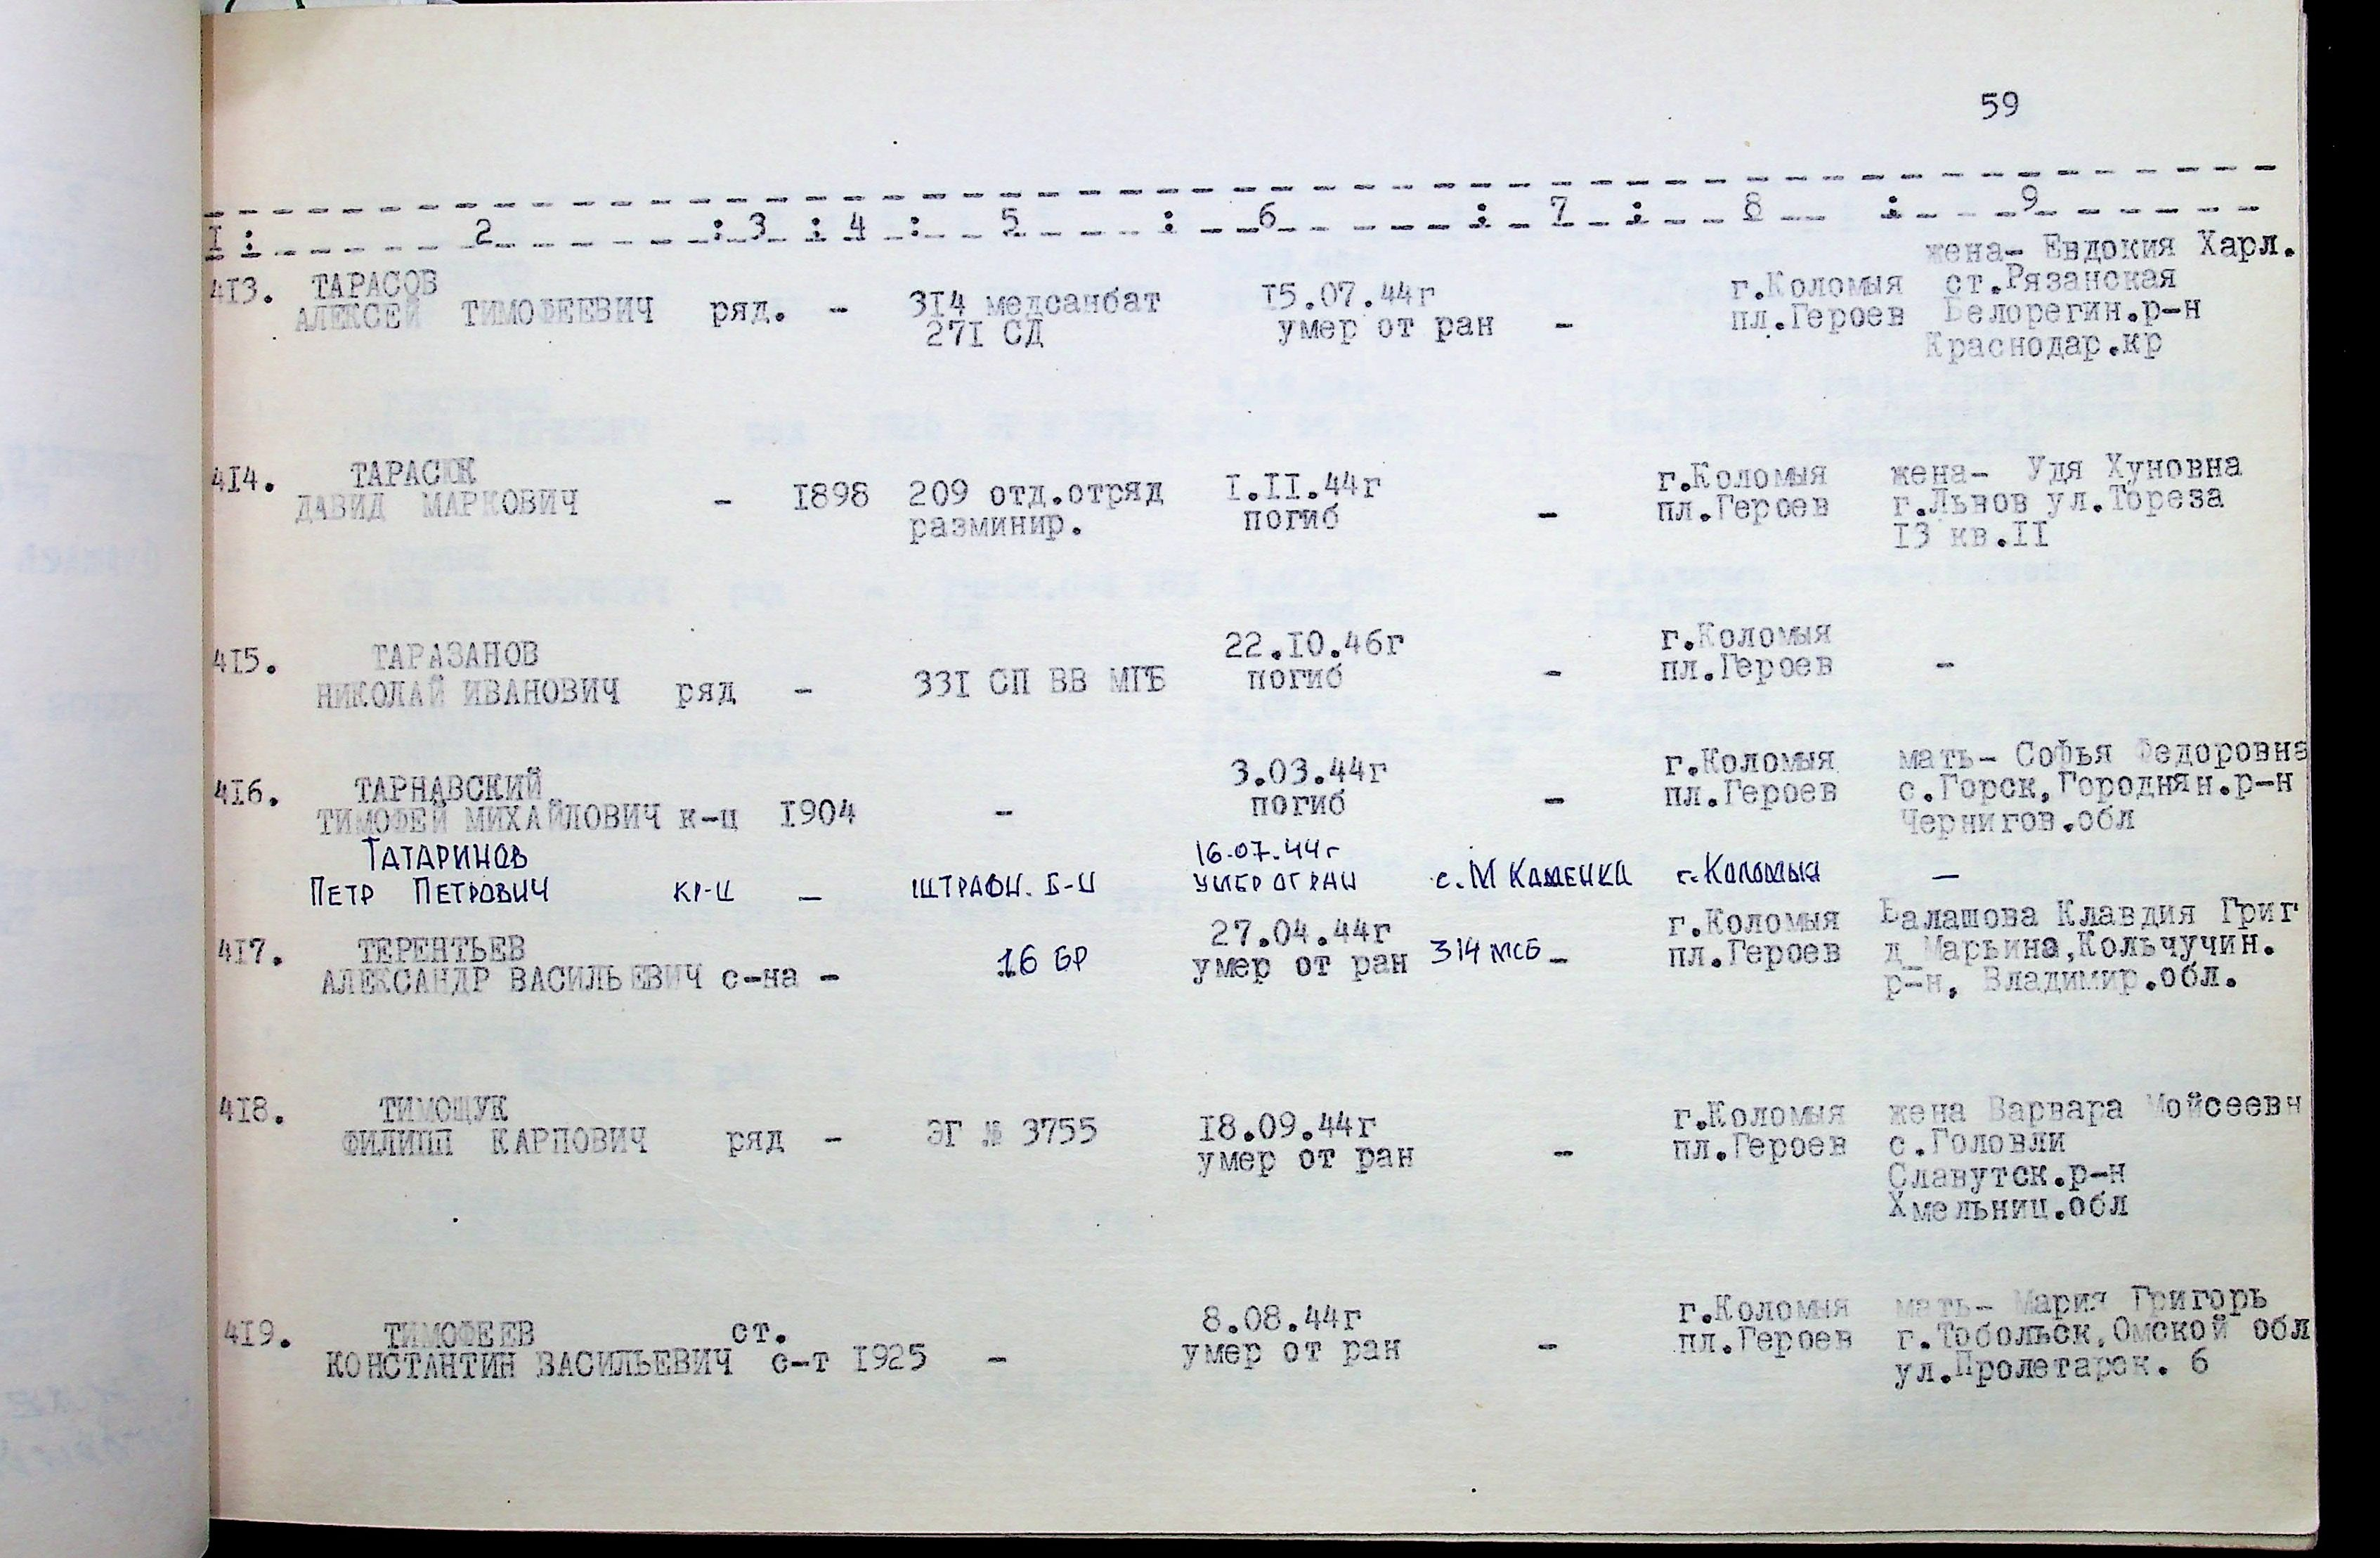 59
I : 2 : 3 : 4 : 5 : 6 : 7 : 8 : 9
жена- Евдокия Харл.
413. ТАРАСОВ 15.07.44г г.Коломыя ст.Рязанская
АЛЕКСЕЙ ТИМОФЕЕВИЧ ряд. - 314 медсанбат умер от ран - пл.Героев Белорегин.р-н
271 СД Краснодар.кр
414. ТАРАСЮК I.II.44г г.Коломыя жена- Удя Хуновна
ДАВИД МАРКОВИЧ - 1898 209 отд.отряд погиб - пл.Героев г.Львов ул.Тореза
разминир. 13 кв.II
415. ТАРАЗАНОВ 22.10.46г г.Коломыя
НИКОЛАЙ ИВАНОВИЧ ряд - 331 СП ВВ МГБ погиб - пл.Героев -
416. ТАРНАВСКИЙ 3.03.44г г.Коломыя мать- Софья Федоровна
ТИМОФЕЙ МИХАЙЛОВИЧ к-ц 1904 - погиб - пл.Героев с.Горск,Городнян.р-н
Чернигов.обл
ТАТАРИНОВ 16.07.44г
ПЕТР ПЕТРОВИЧ КР-Ц - ШТРАФН. Б-Н УМЕР ОТ РАН с.М КАМЕНКА г.КОЛОМЫЯ -
417. ТЕРЕНТЬЕВ 27.04.44г г.Коломыя Балашова Клавдия Григ
АЛЕКСАНДР ВАСИЛЬЕВИЧ с-на - 16 БР умер от ран 314 МСБ - пл.Героев д Марьина,Кольчучин.
р-н, Владимир.обл.
418. ТИМОЩУК 18.09.44г г.Коломыя жена Варвара Мойсеевн
ФИЛИПП КАРПОВИЧ ряд - ЭГ № 3755 умер от ран - пл.Героев с.Головли
Славутск.р-н
Хмельниц.обл
419. ТИМОФЕЕВ ст. 8.08.44г г.Коломыя мать- Мария Григорь
КОНСТАНТИН ВАСИЛЬЕВИЧ с-т 1925 - умер от ран - пл.Героев г.Тобольск,Омской обл
ул.Пролетарск. 6